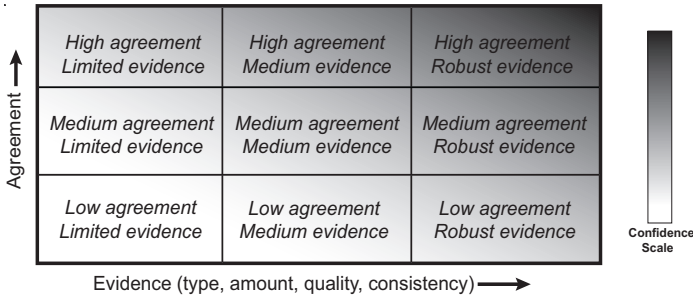 High agreement
Limited evidence
High agreement
Medium evidence
High agreement
Robust evidence
Agreement
Medium agreement
Limited evidence
Medium agreement
Medium evidence
Medium agreement
Robust evidence
Low agreement
Limited evidence
Low agreement
Medium evidence
Low agreement
Robust evidence
Confidence
Scale
Evidence (type, amount, quality, consistency)